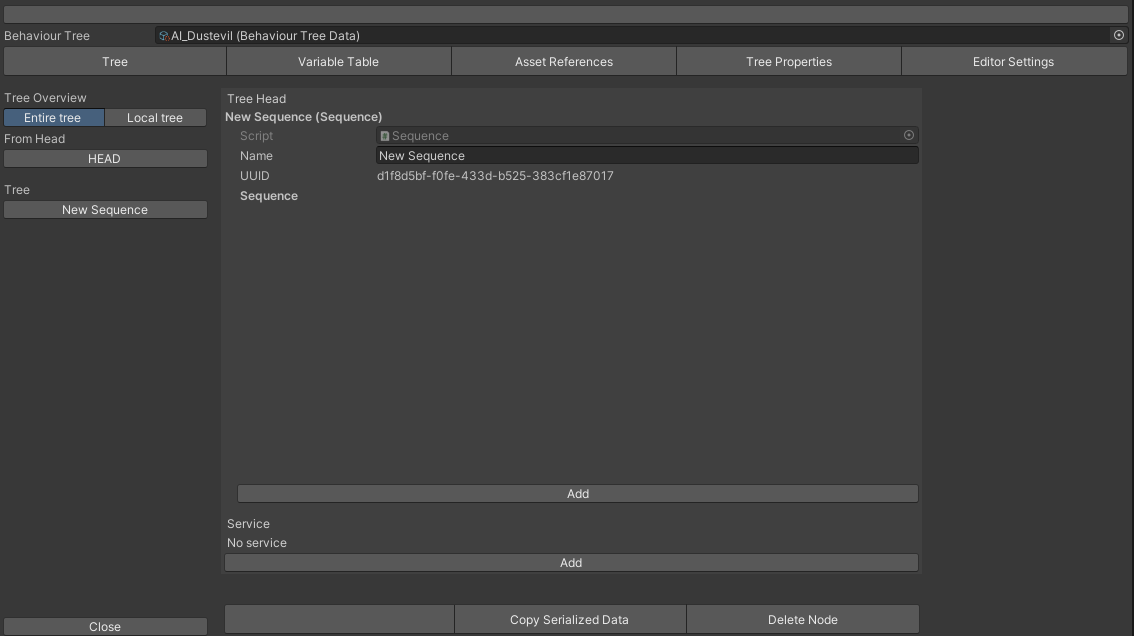 Behaviour Tree AI_Dustevil (Behaviour Tree Data)
Tree Variable Table Asset References Tree Properties Editor Settings
Tree Overview
Entire tree Local tree
From Head
HEAD
Tree
New Sequence
Close
Tree Head
New Sequence (Sequence)
Script Sequence
Name New Sequence
UUID d1f8d5bf-f0fe-433d-b525-383cf1e87017
Sequence
Add
Service
No service
Add
Copy Serialized Data Delete Node